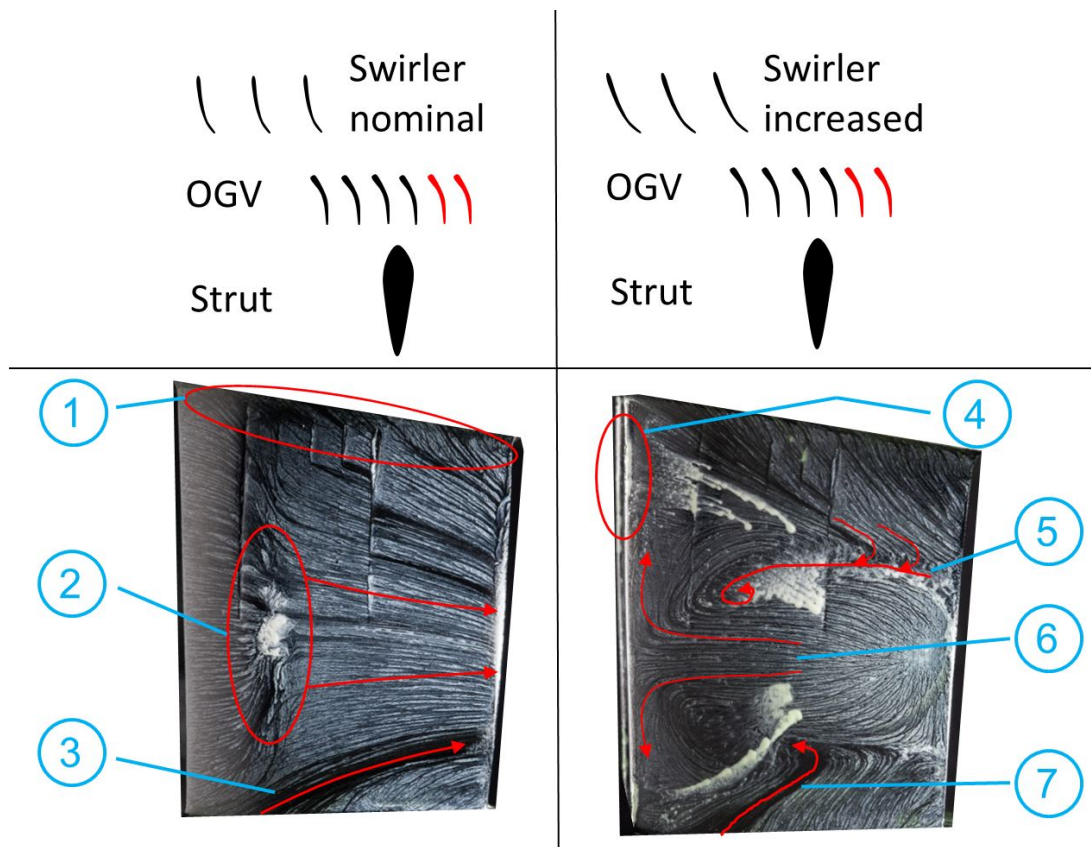 Swirler
nominal
OGV
Strut
Swirler
increased
OGV
Strut
1
2
3
4
5
6
7